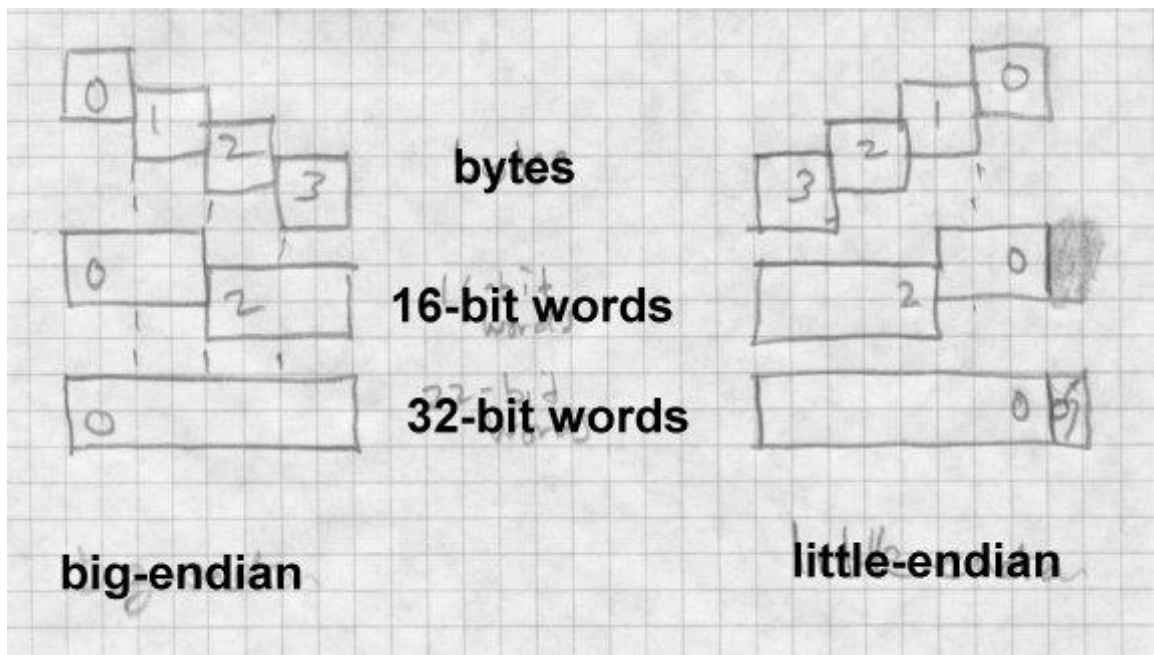 0 0
1 1
2 2
3 bytes 3
0 0
2 16-bit words 2
0 32-bit words 0
big-endian little-endian